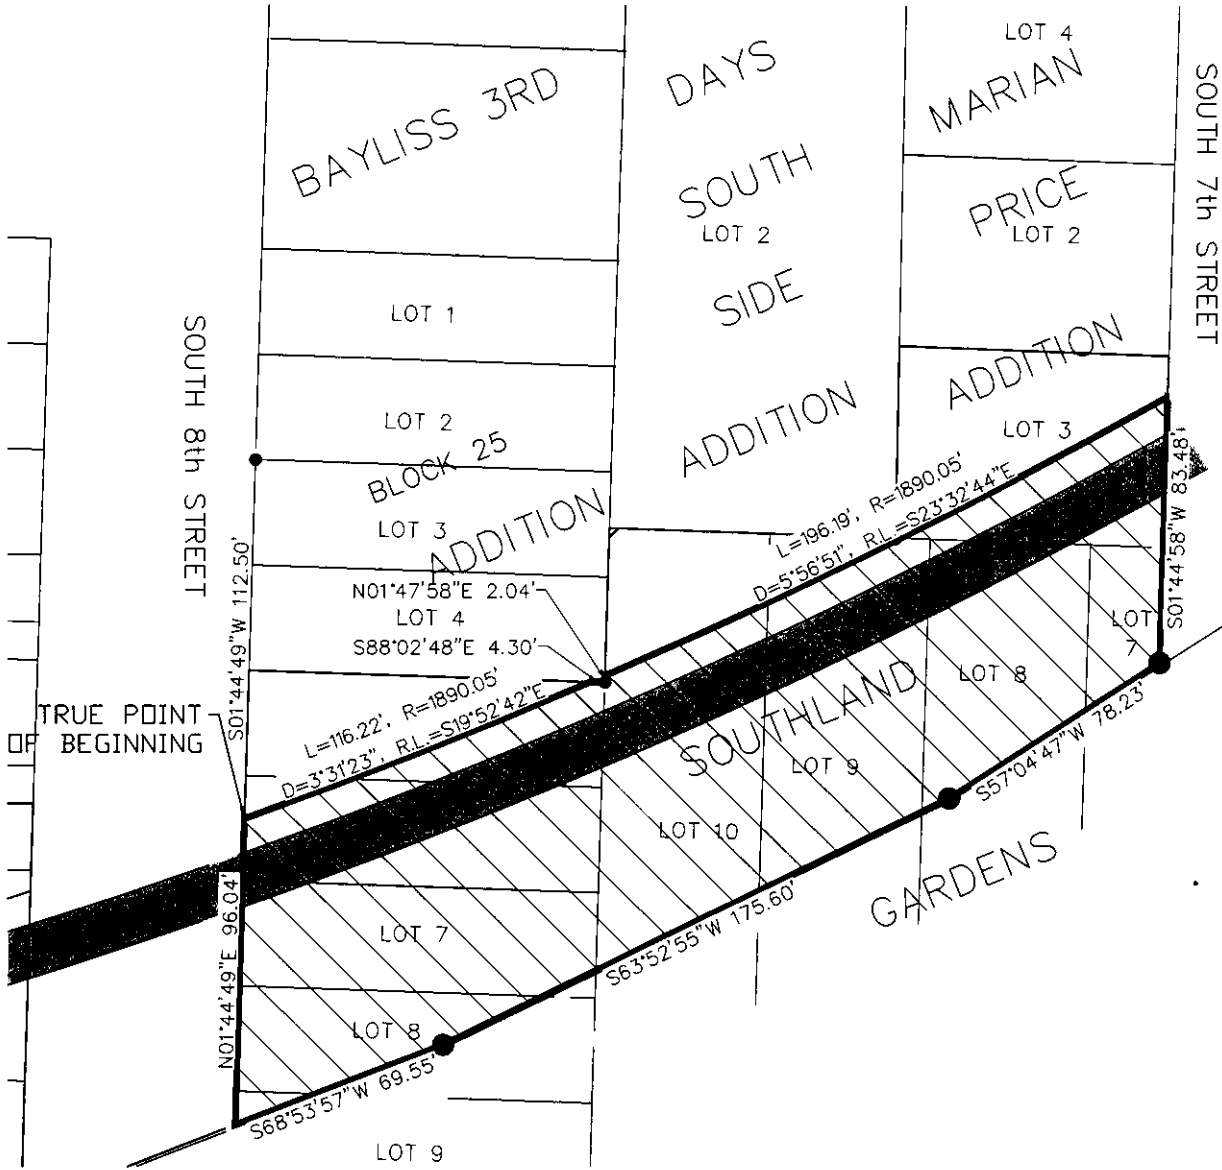 LOT 4
BAYLISS 3RD
DAYS
MARIAN
SOUTH 7th STREET
SOUTH
PRICE
LOT 2
LOT 2
SIDE
LOT 1
SOUTH 8th STREET
ADDITION
ADDITION
LOT 2
LOT 3
BLOCK 25
LOT 3
ADDITION
L=196.19', R=1890.05'
D=5°56'51", R.L.=S23°32'44"E
S01°44'58"W 83.48'
S01°44'49"W 112.50'
N01°47'58"E 2.04'
LOT 4
S88°02'48"E 4.30'
LOT
7
LOT 8
TRUE POINT
OF BEGINNING
L=116.22', R=1890.05'
D=3°31'23", R.L.=S19°52'42"E
SOUTHLAND
LOT 9
S57°04'47"W 78.23'
LOT 10
GARDENS
N01°44'49"E 96.04'
LOT 7
S63°52'55"W 175.60'
LOT 8
S68°53'57"W 69.55'
LOT 9